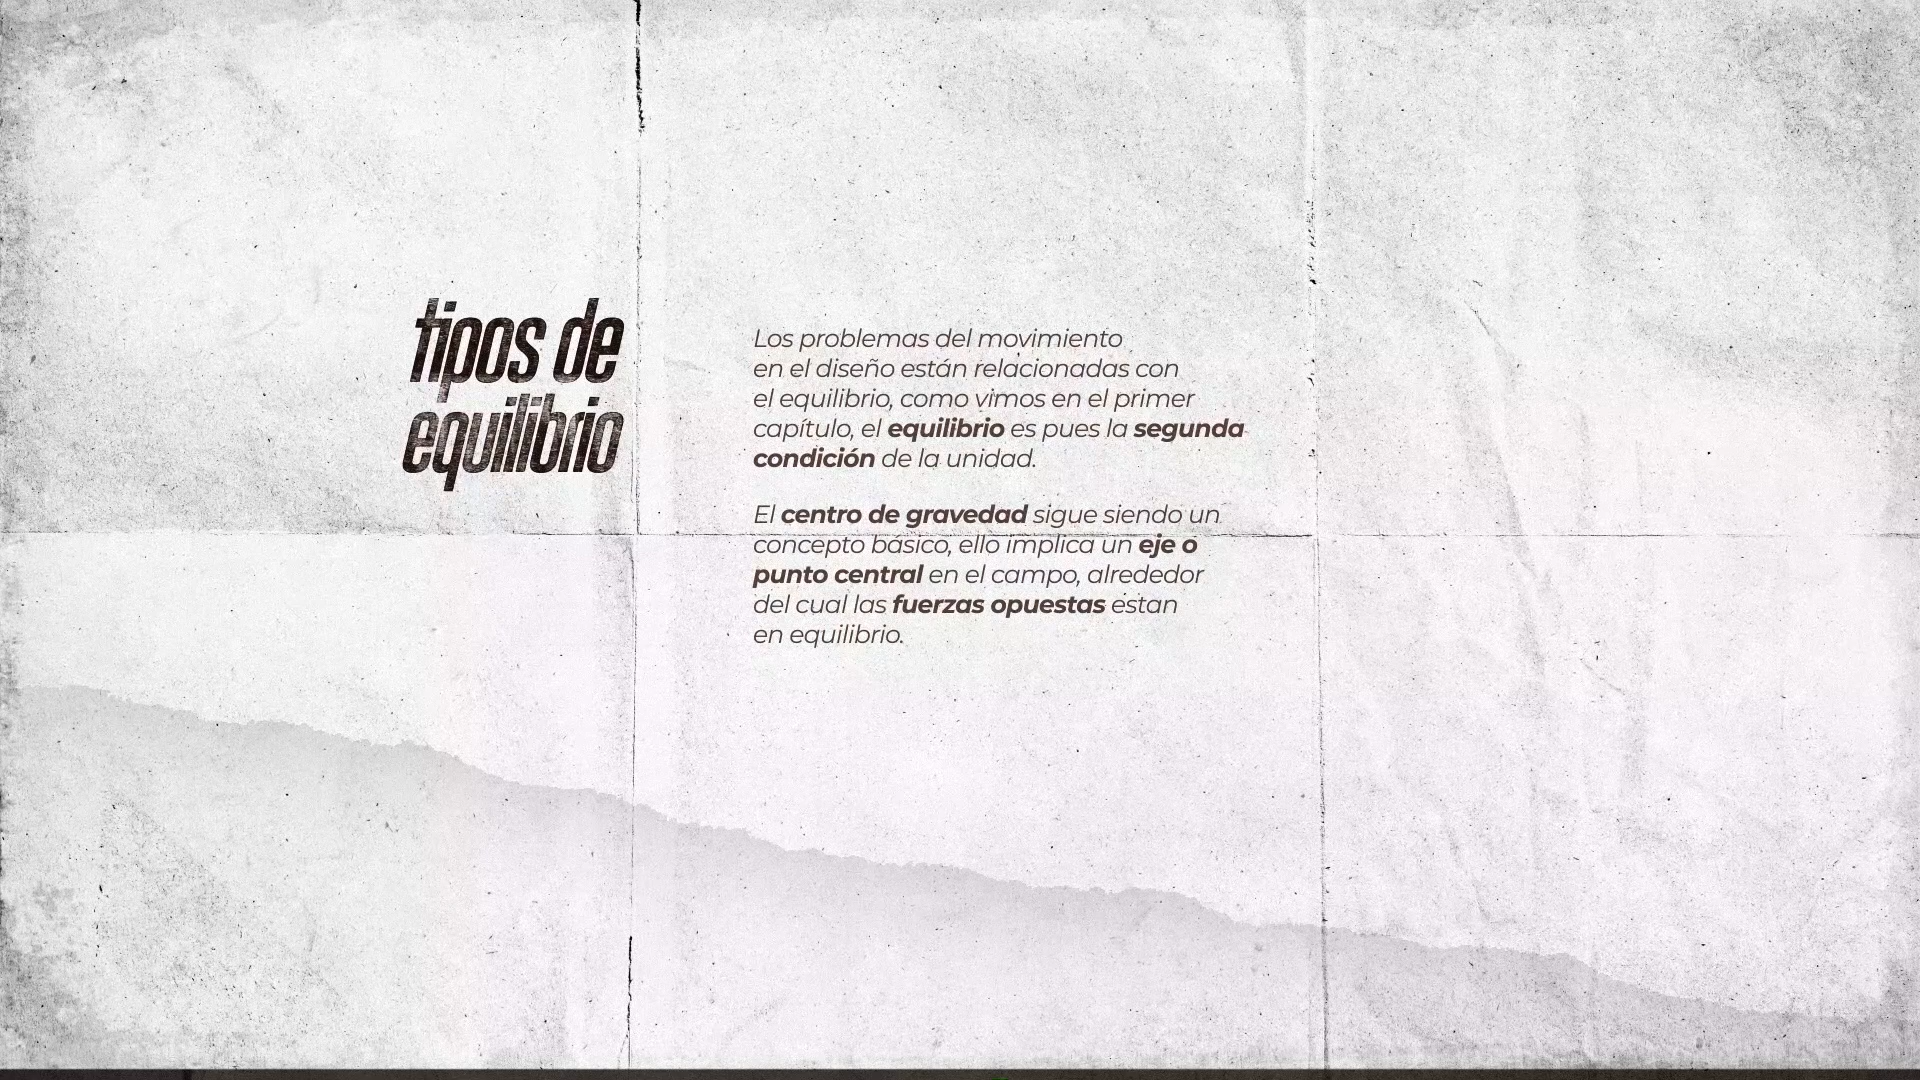 tipos de
equilibrio
Los problemas del movimiento
en el diseño están relacionadas con
el equilibrio, como vimos en el primer
capítulo, el equilibrio es pues la segunda
condición de la unidad.
El centro de gravedad sigue siendo un
concepto básico, ello implica un eje o
punto central en el campo, alrededor
del cual las fuerzas opuestas estan
en equilibrio.